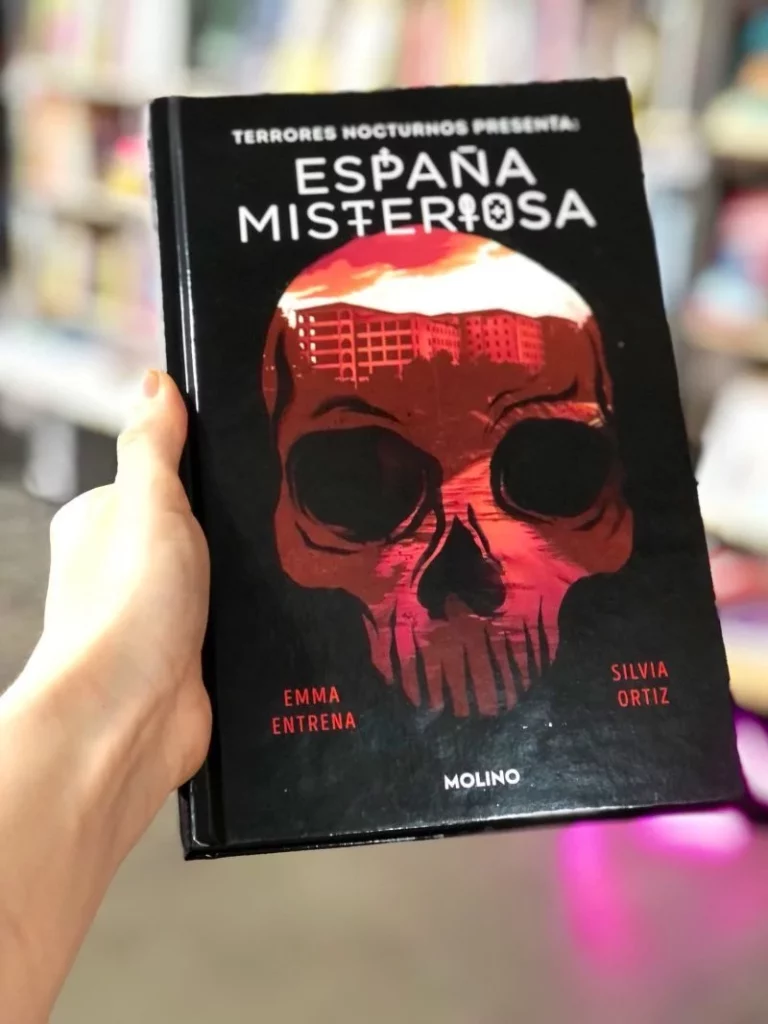 TERRORES NOCTURNOS PRESENTA:
ESPAÑA
MISTERIOSA
EMMA
ENTRENA
SILVIA
ORTIZ
MOLINO